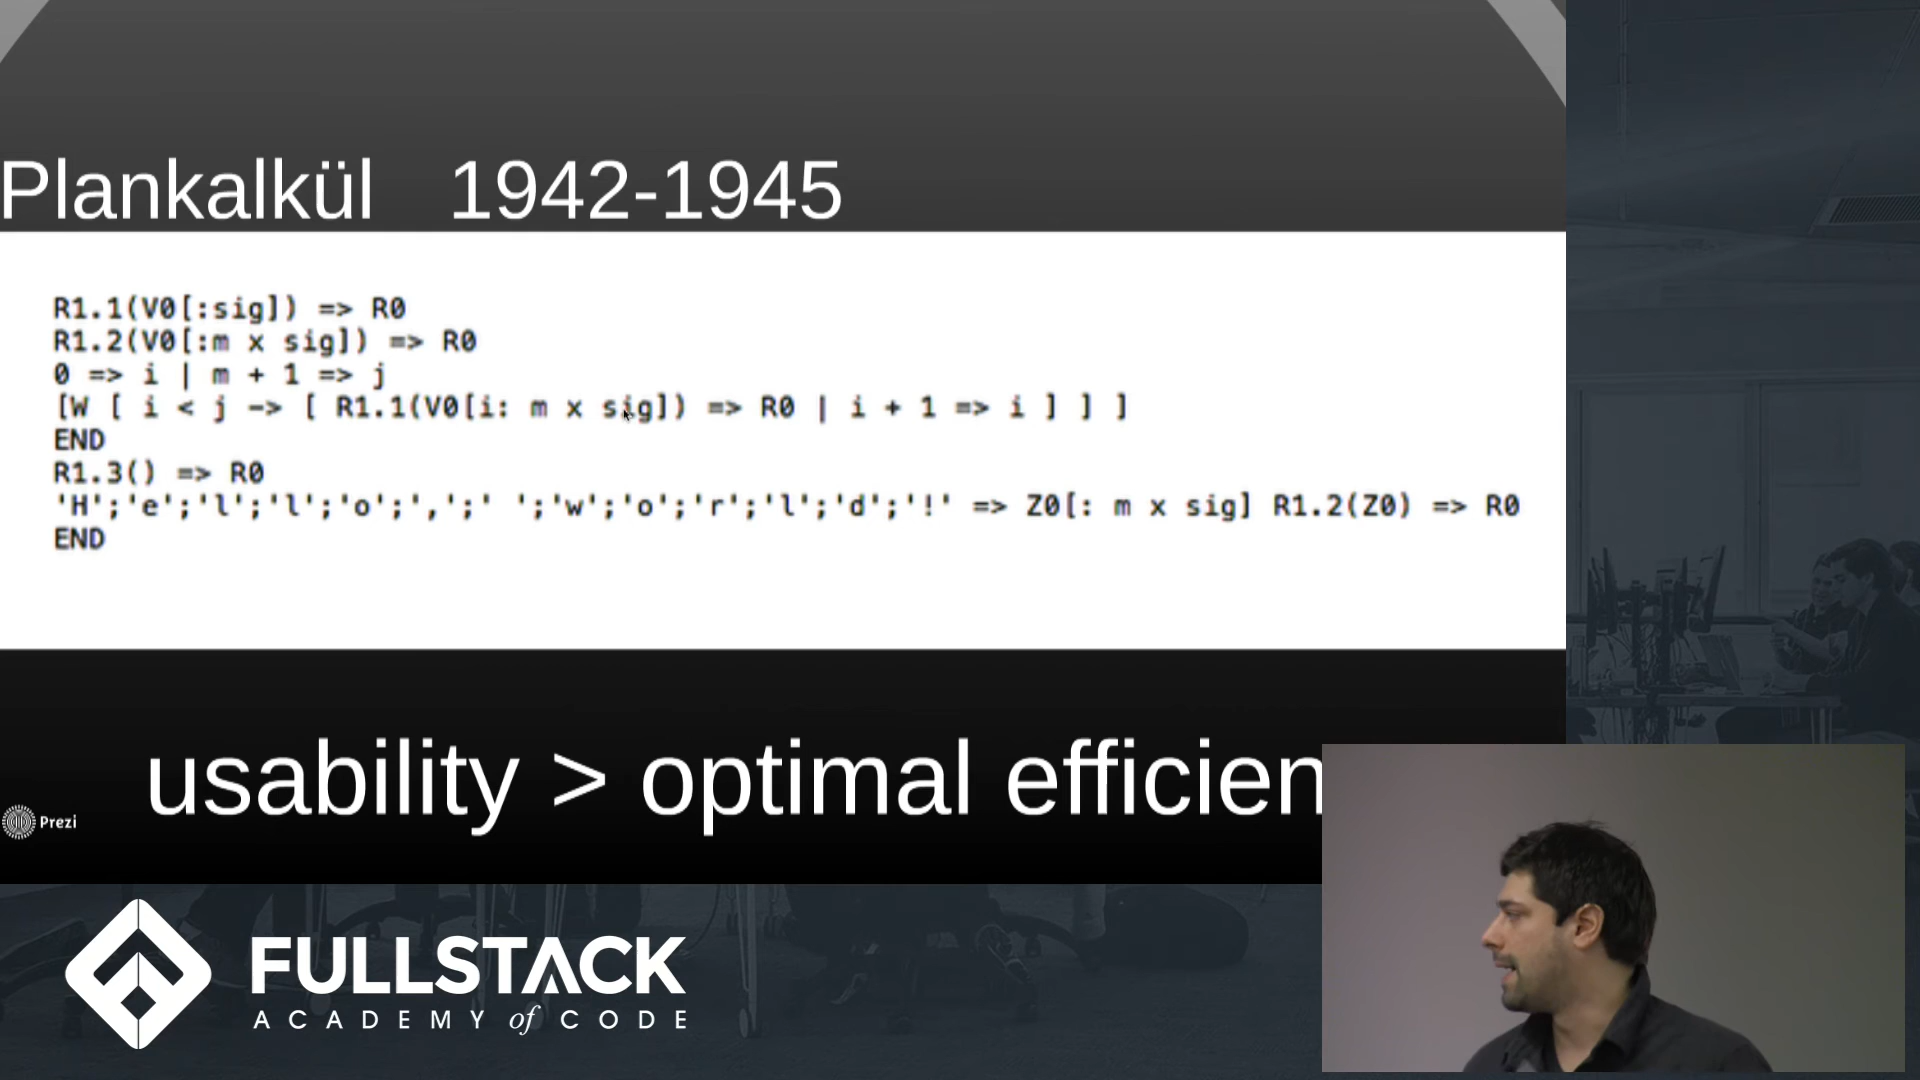 Plankalkül 1942-1945
R1.1(V0[:sig]) => R0
R1.2(V0[:m x sig]) => R0
0 => i | m + 1 => j
[W [ i < j -> [ R1.1(V0[i: m x sig]) => R0 | i + 1 => i ] ] ]
END
R1.3() => R0
'H';'e';'l';'l';'o';',';' ';'w';'o';'r';'l';'d';'!' => Z0[: m x sig] R1.2(Z0) => R0
END
usability > optimal efficien
Prezi
FULLSTACK
ACADEMY of CODE